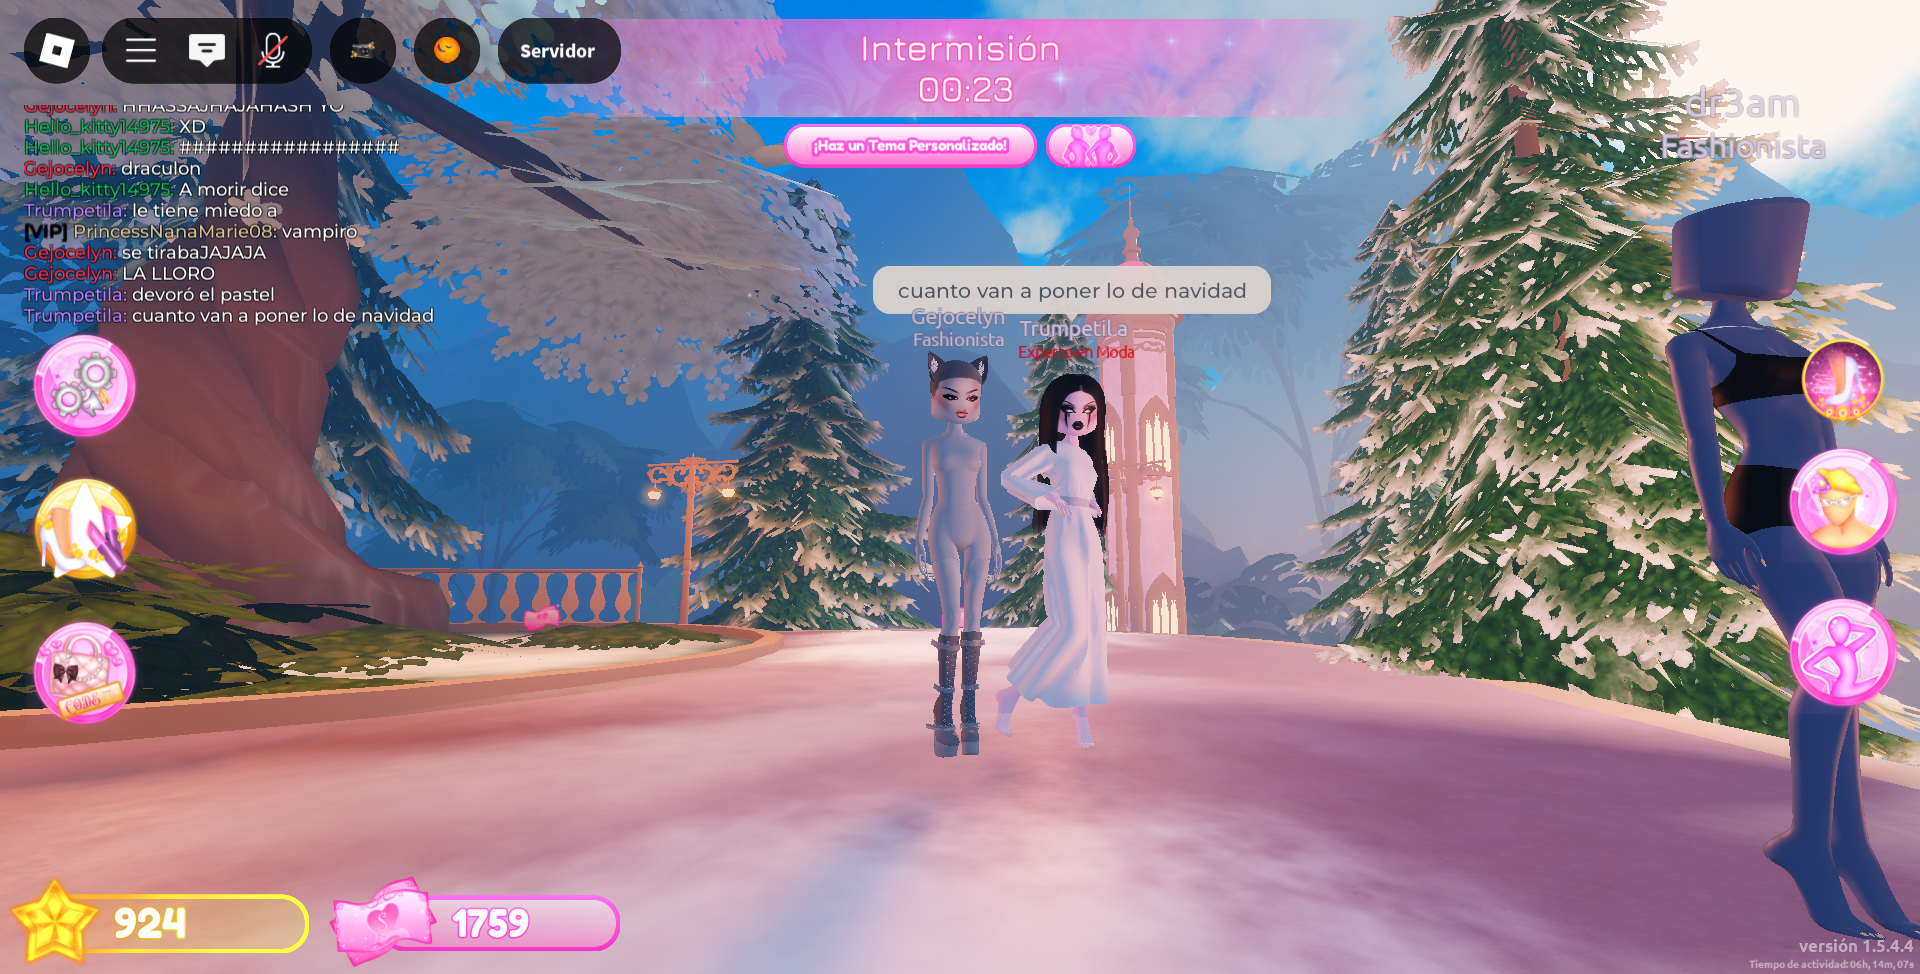 Servidor
Intermisión
00:23
¡Haz un Tema Personalizado!
Gejocelyn: HHASSAJHAJAHASH YO
Hello_kitty14975: XD
Hello_kitty14975: #################
Gejocelyn: draculon
Hello_kitty14975: A morir dice
Trumpetila: le tiene miedo a
[VIP] PrincessNanaMarie08: vampiro
Gejocelyn: se tirabaJAJAJA
Gejocelyn: LA LLORO
Trumpetila: devoró el pastel
Trumpetila: cuanto van a poner lo de navidad
dr3am
Fashionista
cuanto van a poner lo de navidad
Gejocelyn
Fashionista
Trumpetila
Experto en Moda
CODE
924
1759
versión 1.5.4.4
Tiempo de actividad: 06h, 14m, 07s